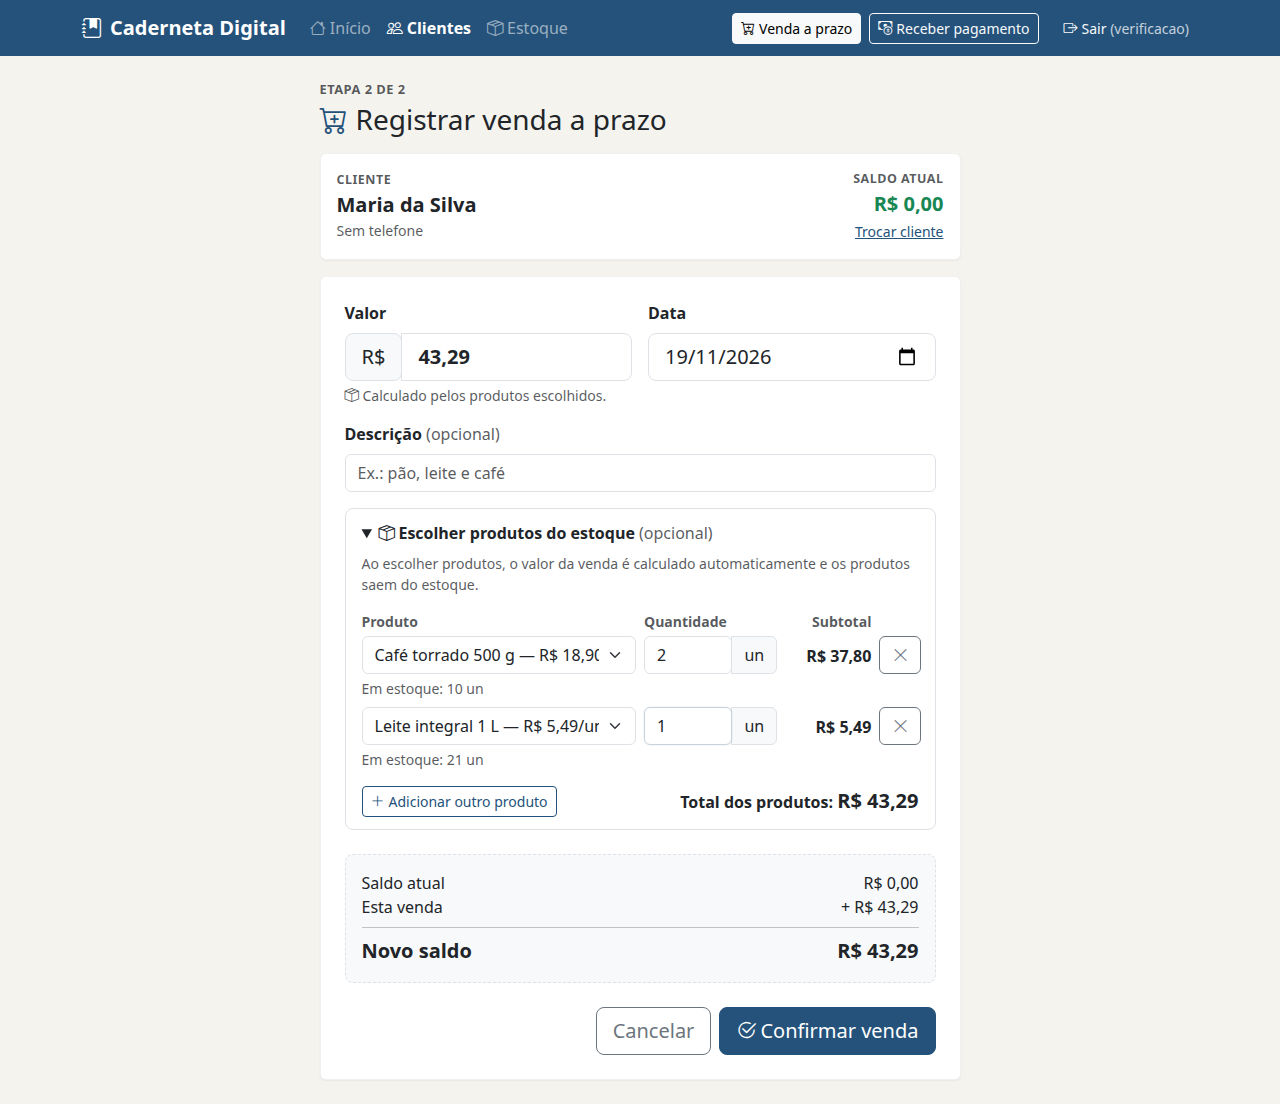 Caderneta Digital Início Clientes Estoque Venda a prazo Receber pagamento Sair (verificacao)
ETAPA 2 DE 2
Registrar venda a prazo
CLIENTE
Maria da Silva
Sem telefone
SALDO ATUAL
R$ 0,00
Trocar cliente
Valor Data
R$ 43,29 19/11/2026
Calculado pelos produtos escolhidos.
Descrição (opcional)
Ex.: pão, leite e café
Escolher produtos do estoque (opcional)
Ao escolher produtos, o valor da venda é calculado automaticamente e os produtos
saem do estoque.
Produto Quantidade Subtotal
Café torrado 500 g — R$ 18,90 2 un R$ 37,80
Em estoque: 10 un
Leite integral 1 L — R$ 5,49/un 1 un R$ 5,49
Em estoque: 21 un
Adicionar outro produto Total dos produtos: R$ 43,29
Saldo atual R$ 0,00
Esta venda + R$ 43,29
Novo saldo R$ 43,29
Cancelar Confirmar venda